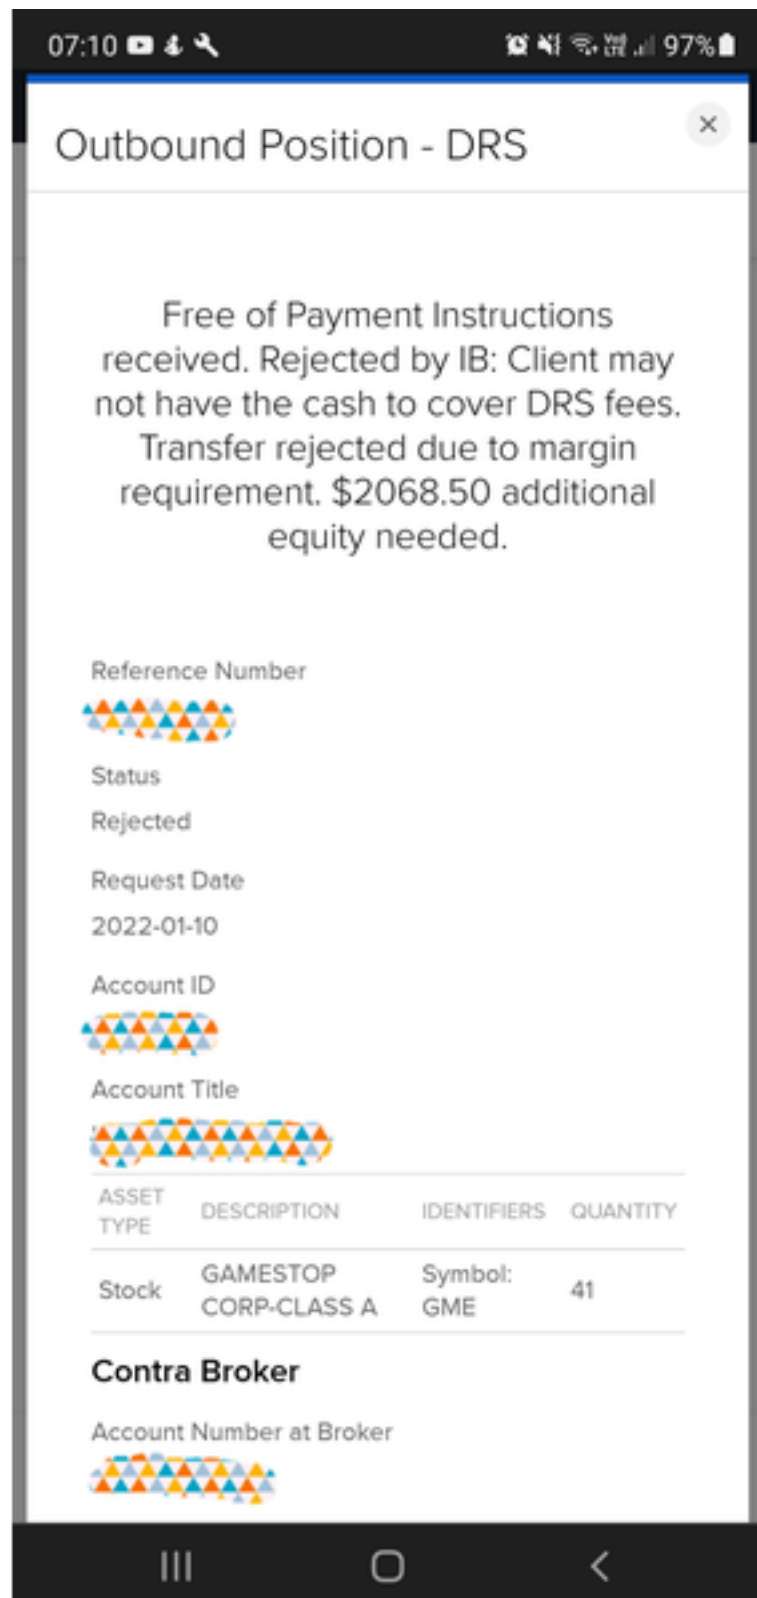 07:10
97%
Outbound Position - DRS
Free of Payment Instructions
received. Rejected by IB: Client may
not have the cash to cover DRS fees.
Transfer rejected due to margin
requirement. $2068.50 additional
equity needed.
Reference Number
Status
Rejected
Request Date
2022-01-10
Account ID
Account Title
ASSET
TYPE
DESCRIPTION
IDENTIFIERS
QUANTITY
Stock
GAMESTOP
CORP-CLASS A
Symbol:
GME
41
Contra Broker
Account Number at Broker